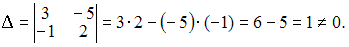 Δ = |3 −5; −1 2| = 3·2 − (−5)·(−1) = 6 − 5 = 1 ≠ 0.